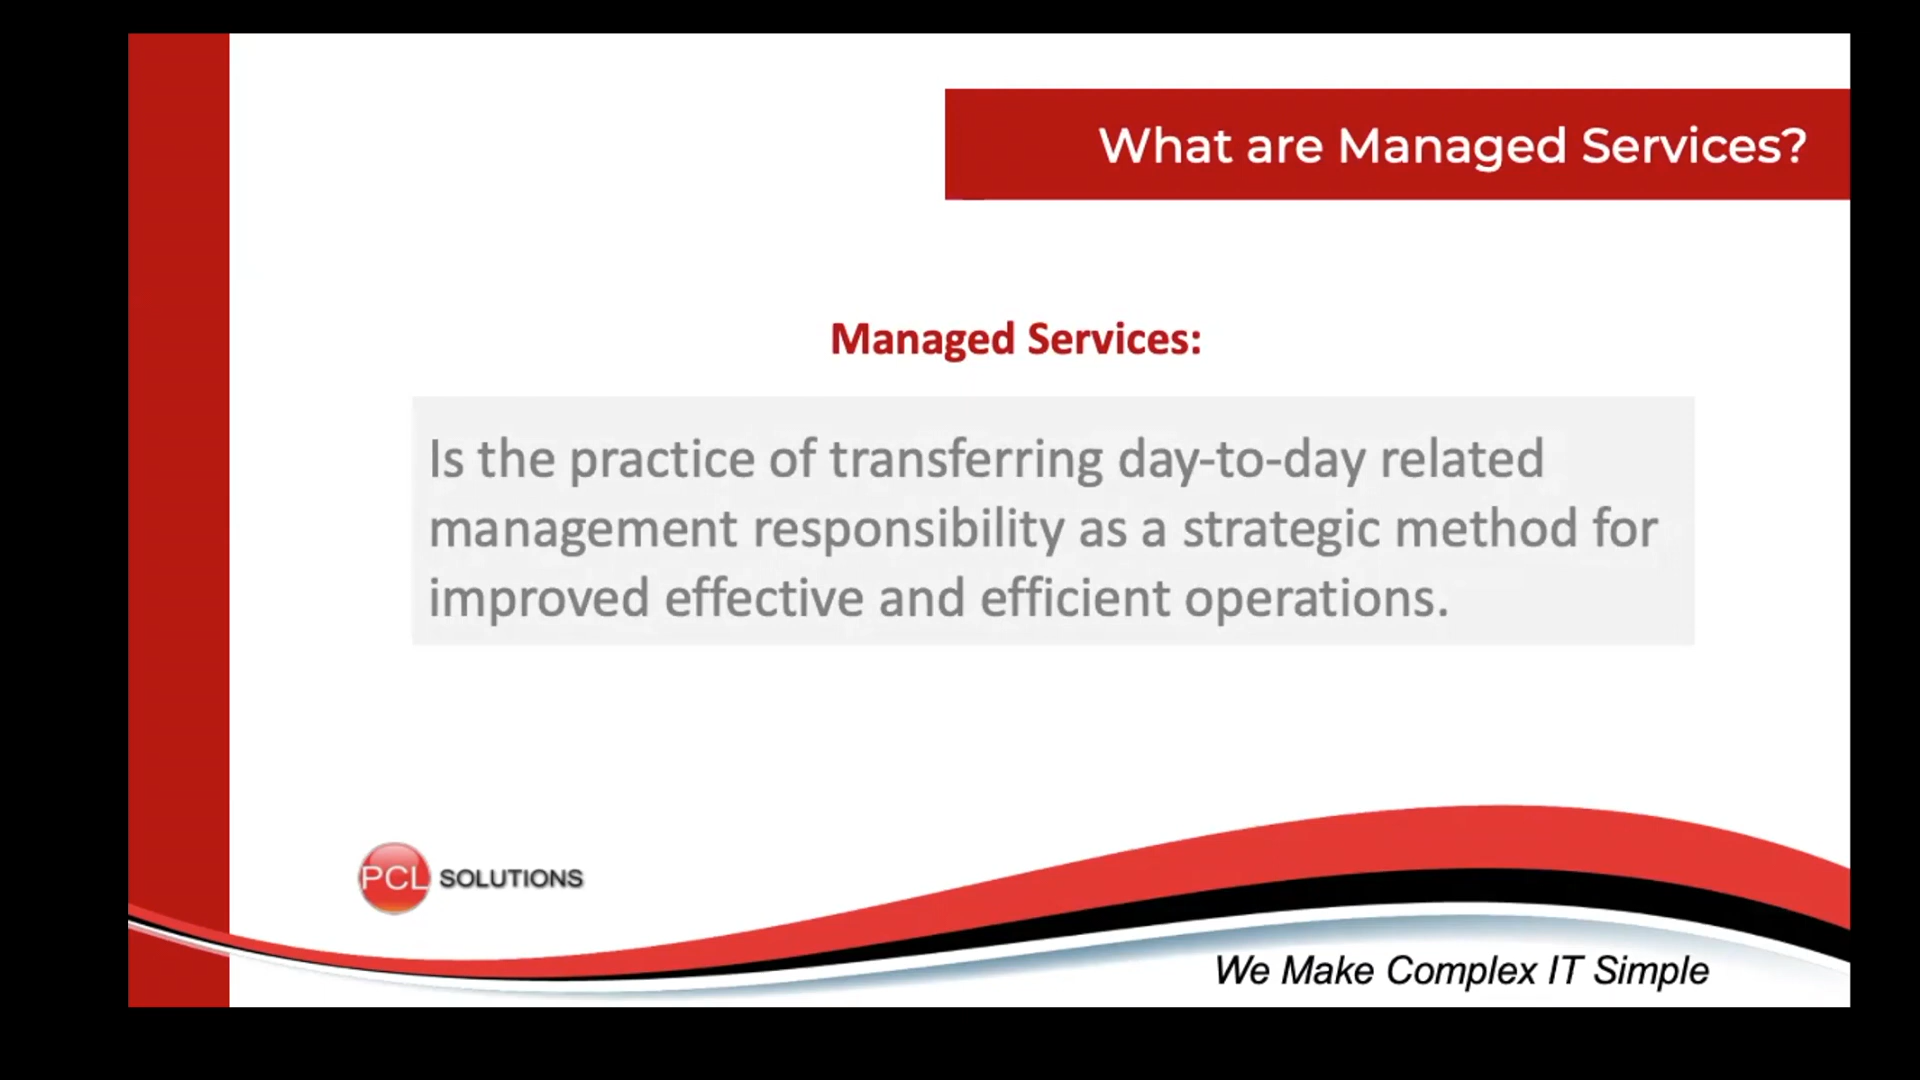 What are Managed Services?
Managed Services:
Is the practice of transferring day-to-day related
management responsibility as a strategic method for
improved effective and efficient operations.
PCL SOLUTIONS
We Make Complex IT Simple